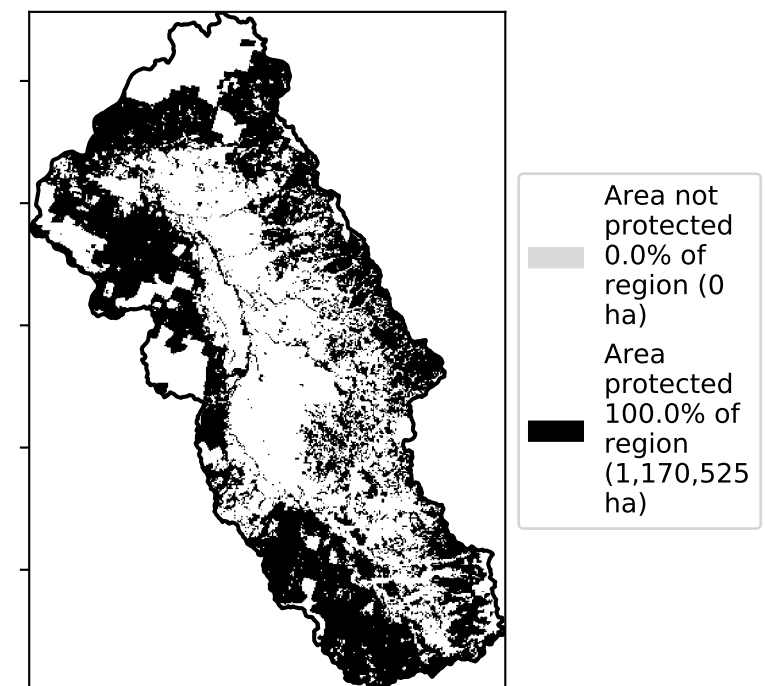 Area not
protected
0.0% of
region (0
ha)
Area
protected
100.0% of
region
(1,170,525
ha)